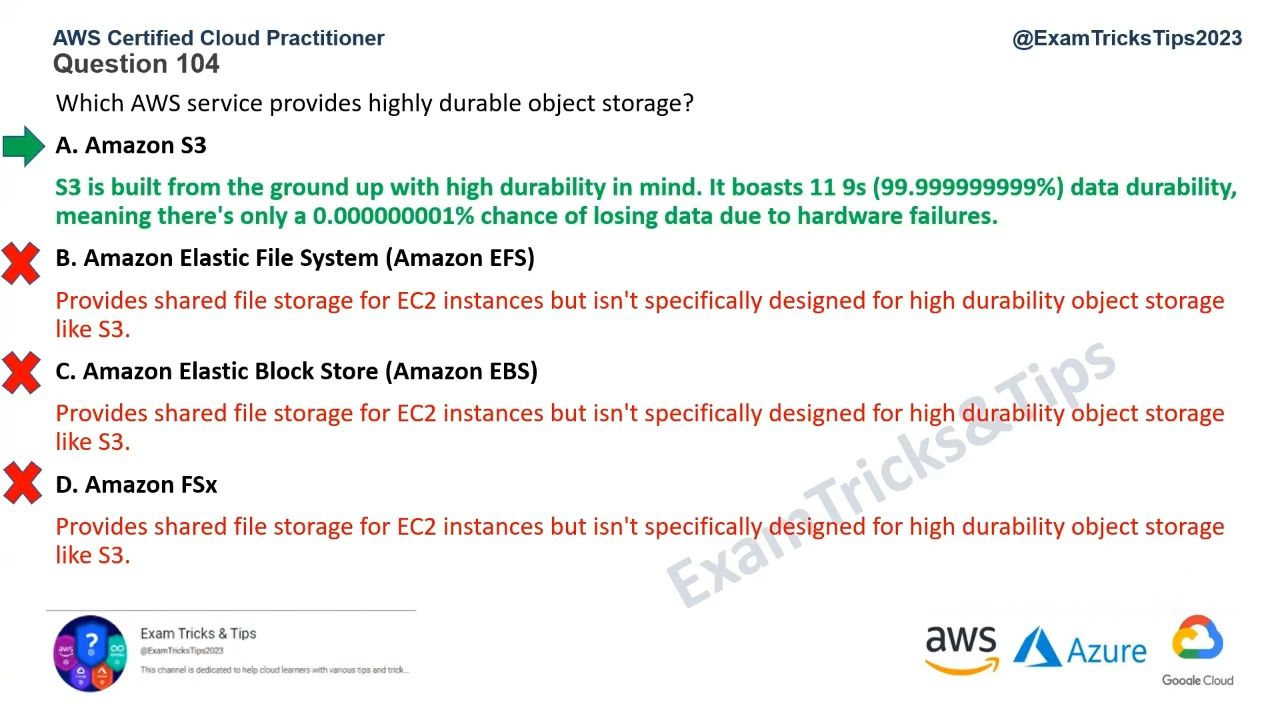 AWS Certified Cloud Practitioner
@ExamTricksTips2023
Question 104
Which AWS service provides highly durable object storage?
A. Amazon S3
S3 is built from the ground up with high durability in mind. It boasts 11 9s (99.999999999%) data durability,
meaning there's only a 0.000000001% chance of losing data due to hardware failures.
B. Amazon Elastic File System (Amazon EFS)
Provides shared file storage for EC2 instances but isn't specifically designed for high durability object storage
like S3.
C. Amazon Elastic Block Store (Amazon EBS)
Provides shared file storage for EC2 instances but isn't specifically designed for high durability object storage
like S3.
D. Amazon FSx
Provides shared file storage for EC2 instances but isn't specifically designed for high durability object storage
like S3.
ExamTricks&Tips
?
aws
Exam Tricks & Tips
@ExamTricksTips2023
This channel is dedicated to help cloud learners with various tips and trick...
aws
Azure
Google Cloud